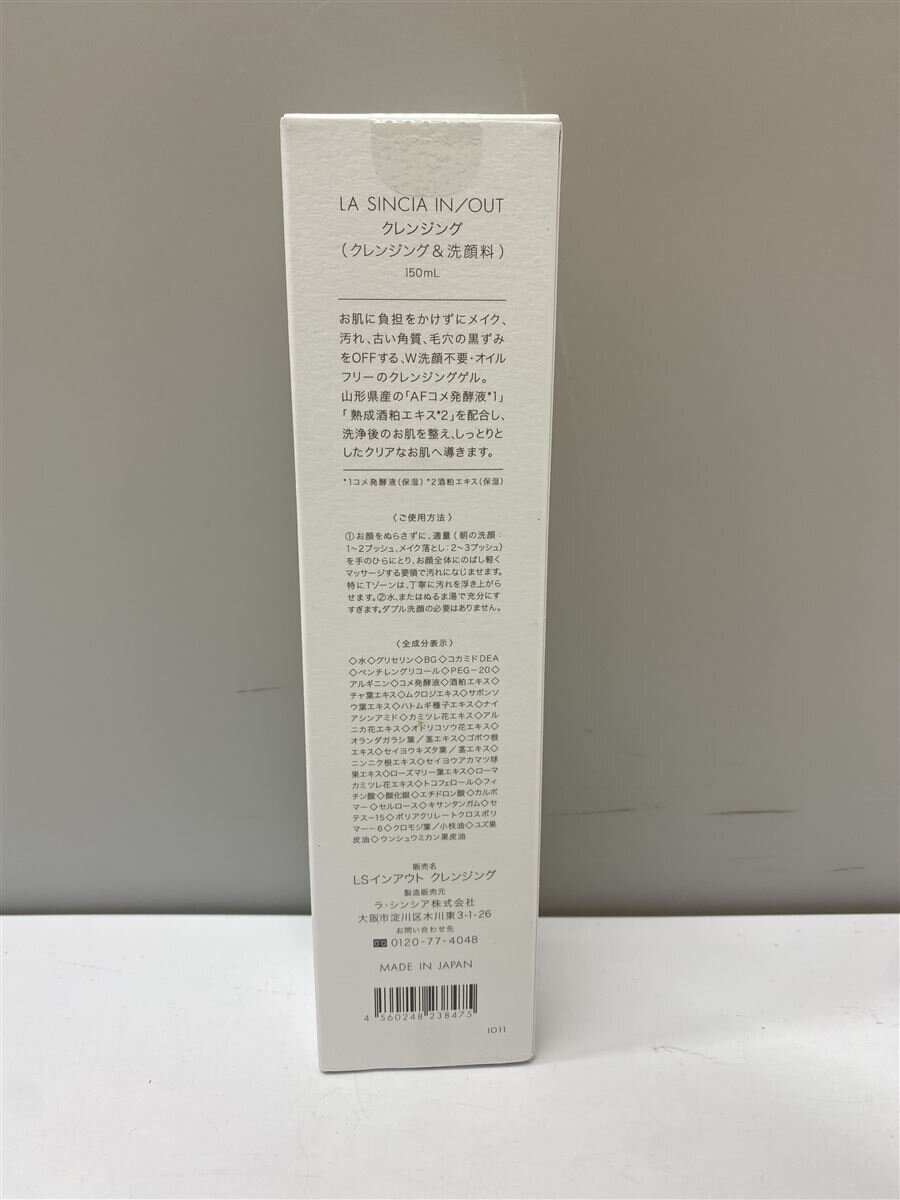 LA SINCIA IN/OUT
クレンジング
(クレンジング&洗顔料)
150mL
お肌に負担をかけずにメイク、
汚れ、古い角質、毛穴の黒ずみ
をOFFする、W洗顔不要・オイル
フリーのクレンジングゲル。
山形県産の「AFコメ発酵液*1」
「熟成酒粕エキス*2」を配合し、
洗浄後のお肌を整え、しっとりと
したクリアなお肌へ導きます。
*1コメ発酵液(保湿) *2酒粕エキス(保湿)
〈ご使用方法〉
①お顔をぬらさずに、適量(朝の洗顔:
1~2プッシュ、メイク落とし:2~3プッシュ)
を手のひらにとり、お顔全体にのばし軽く
マッサージする要領で汚れになじませます。
特にTゾーンは、丁寧に汚れを浮き上がら
せます。②水、またはぬるま湯で充分にす
すぎます。ダブル洗顔の必要はありません。
〈全成分表示〉
◇水◇グリセリン◇BG◇コカミドDEA
◇ペンチレングリコール◇PEG-20◇
アルギニン◇コメ発酵液◇酒粕エキス◇
チャ葉エキス◇ムクロジエキス◇サボンソ
ウ葉エキス◇ハトムギ種子エキス◇ナイ
アシンアミド◇カミツレ花エキス◇アル
ニカ花エキス◇オドリコソウ花エキス◇
オランダガラシ葉/茎エキス◇ゴボウ根
エキス◇セイヨウキズタ葉/茎エキス◇
ニンニク根エキス◇セイヨウアカマツ球
果エキス◇ローズマリー葉エキス◇ローマ
カミツレ花エキス◇トコフェロール◇フィ
チン酸◇酸化銀◇エチドロン酸◇カルボ
マー◇セルロース◇キサンタンガム◇セ
テス-15◇ポリアクリレートクロスポリ
マー-6◇クロモジ葉/小枝油◇ユズ果
皮油◇ウンシュウミカン果皮油
販売名
LSインアウト クレンジング
製造販売元
ラ・シンシア株式会社
大阪市淀川区木川東3-1-26
お問い合わせ先
0120-77-4048
MADE IN JAPAN
4 560248 238475
IO11